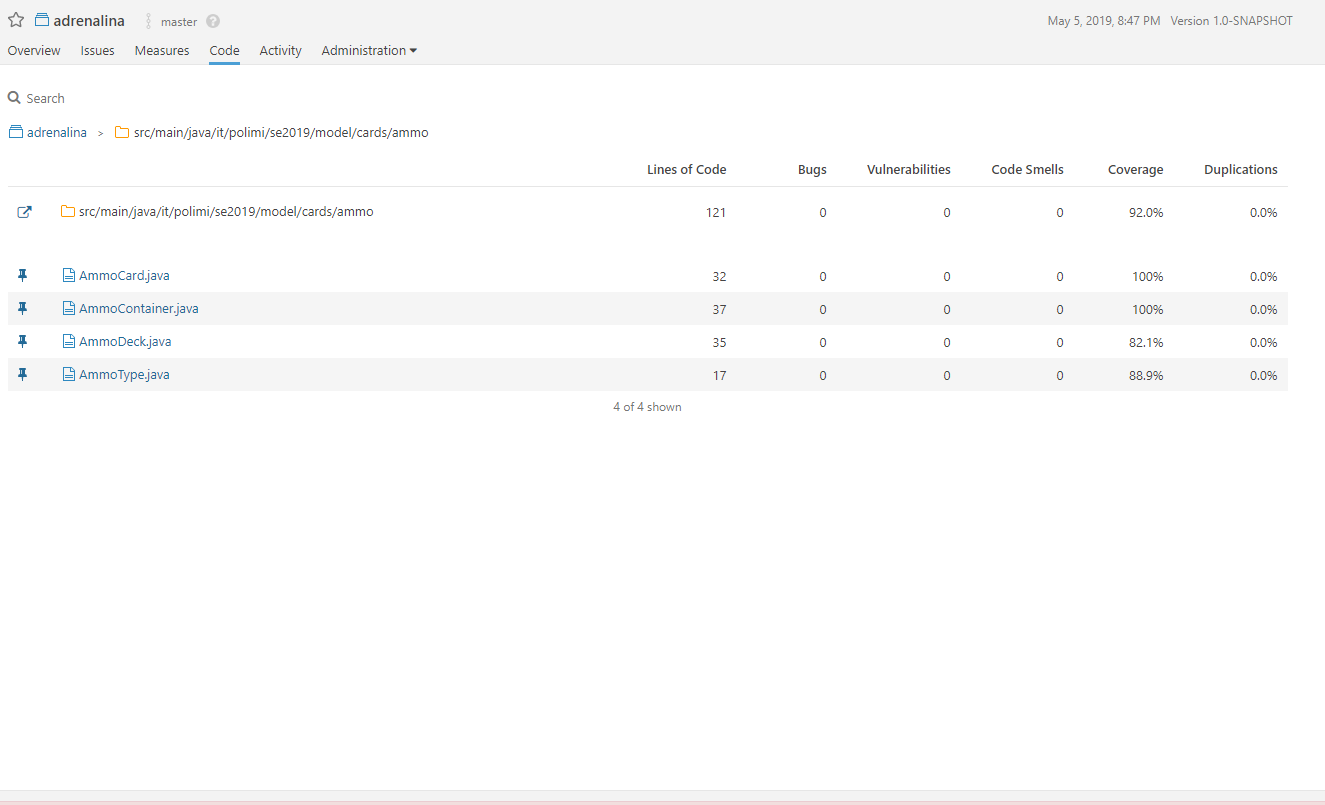 adrenalina master ? May 5, 2019, 8:47 PM Version 1.0-SNAPSHOT
Overview Issues Measures Code Activity Administration
Search
adrenalina > src/main/java/it/polimi/se2019/model/cards/ammo
Lines of Code Bugs Vulnerabilities Code Smells Coverage Duplications
src/main/java/it/polimi/se2019/model/cards/ammo 121 0 0 0 92.0% 0.0%
AmmoCard.java 32 0 0 0 100% 0.0%
AmmoContainer.java 37 0 0 0 100% 0.0%
AmmoDeck.java 35 0 0 0 82.1% 0.0%
AmmoType.java 17 0 0 0 88.9% 0.0%
4 of 4 shown